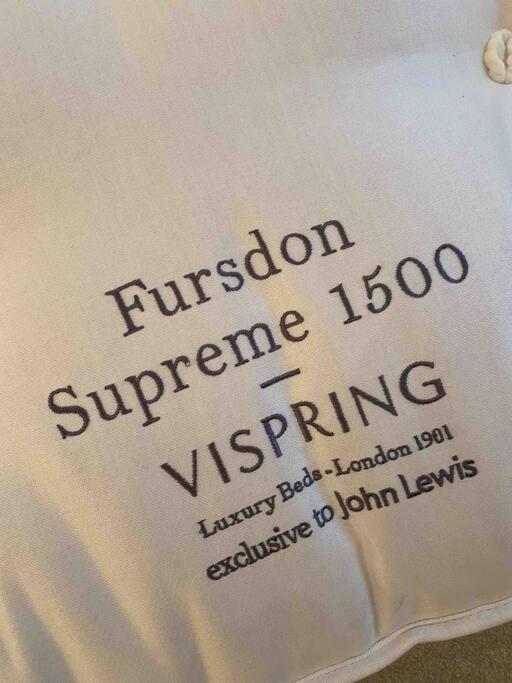 Fursdon
Supreme 1500
VISPRING
Luxury Beds-London 1901
exclusive to John Lewis